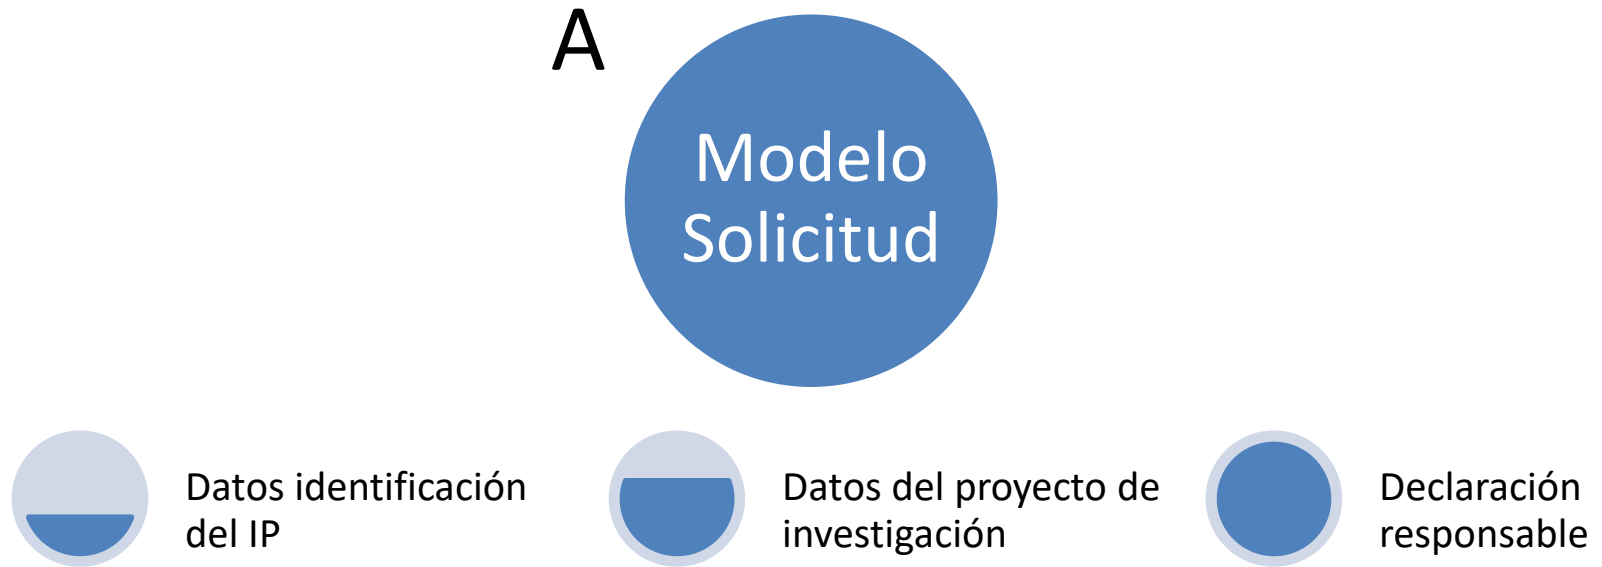 A
Modelo
Solicitud
Datos identificación
del IP
Datos del proyecto de
investigación
Declaración
responsable